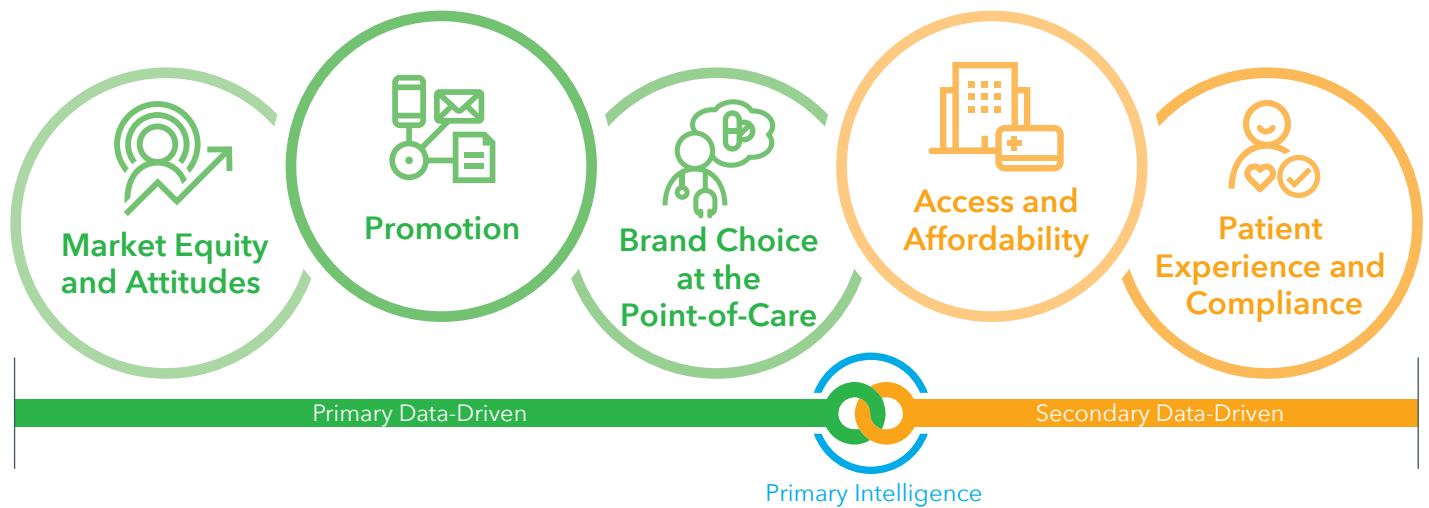 Market Equity
and Attitudes
Promotion
Brand Choice
at the
Point-of-Care
Access and
Affordability
Patient
Experience and
Compliance
Primary Data-Driven
Secondary Data-Driven
Primary Intelligence